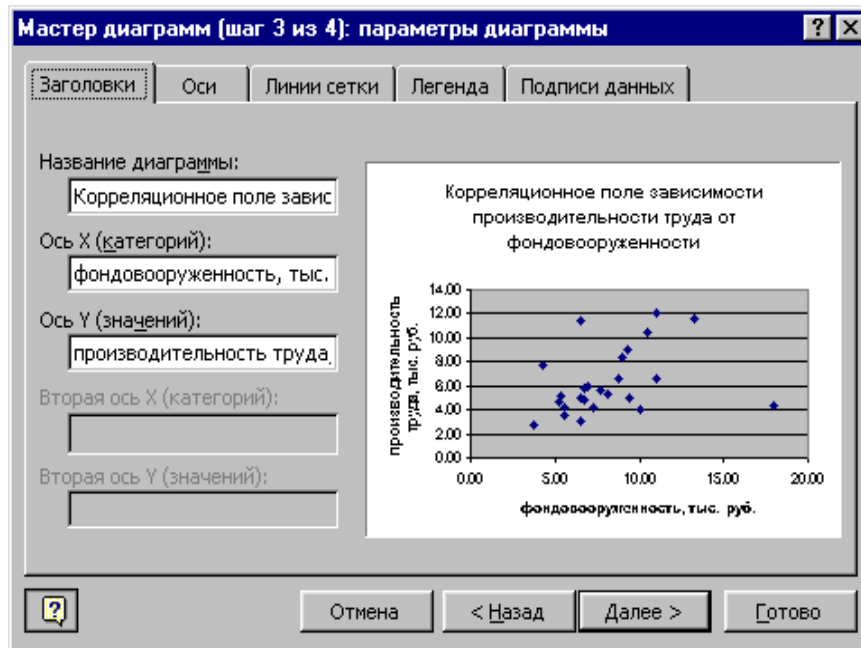 Мастер диаграмм (шаг 3 из 4): параметры диаграммы
Заголовки
Оси
Линии сетки
Легенда
Подписи данных
Название диаграммы:
Корреляционное поле завис
Ось X (категорий):
фондовооруженность, тыс.
Ось Y (значений):
производительность труда,
Вторая ось X (категорий):
Вторая ось Y (значений):
Корреляционное поле зависимости
производительности труда от
фондовооруженности
производительность
труда, тыс. руб.
14.00
12.00
10.00
8.00
6.00
4.00
2.00
0.00
0.00 5.00 10.00 15.00 20.00
фондовооруженность, тыс. руб.
Отмена
< Назад
Далее >
Готово